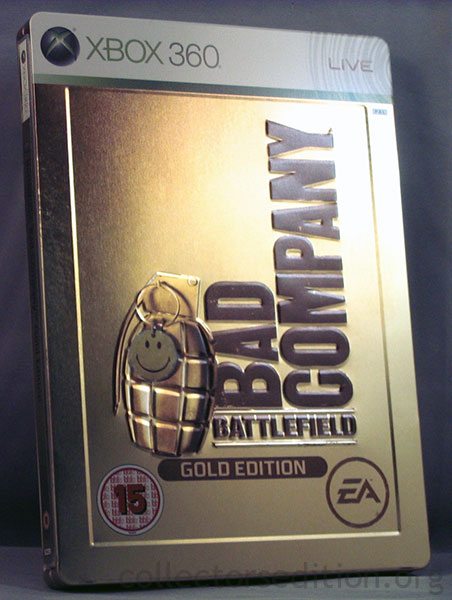 XBOX 360
LIVE
BAD
COMPANY
BATTLEFIELD
GOLD EDITION
15
EA
collectorsedition.org